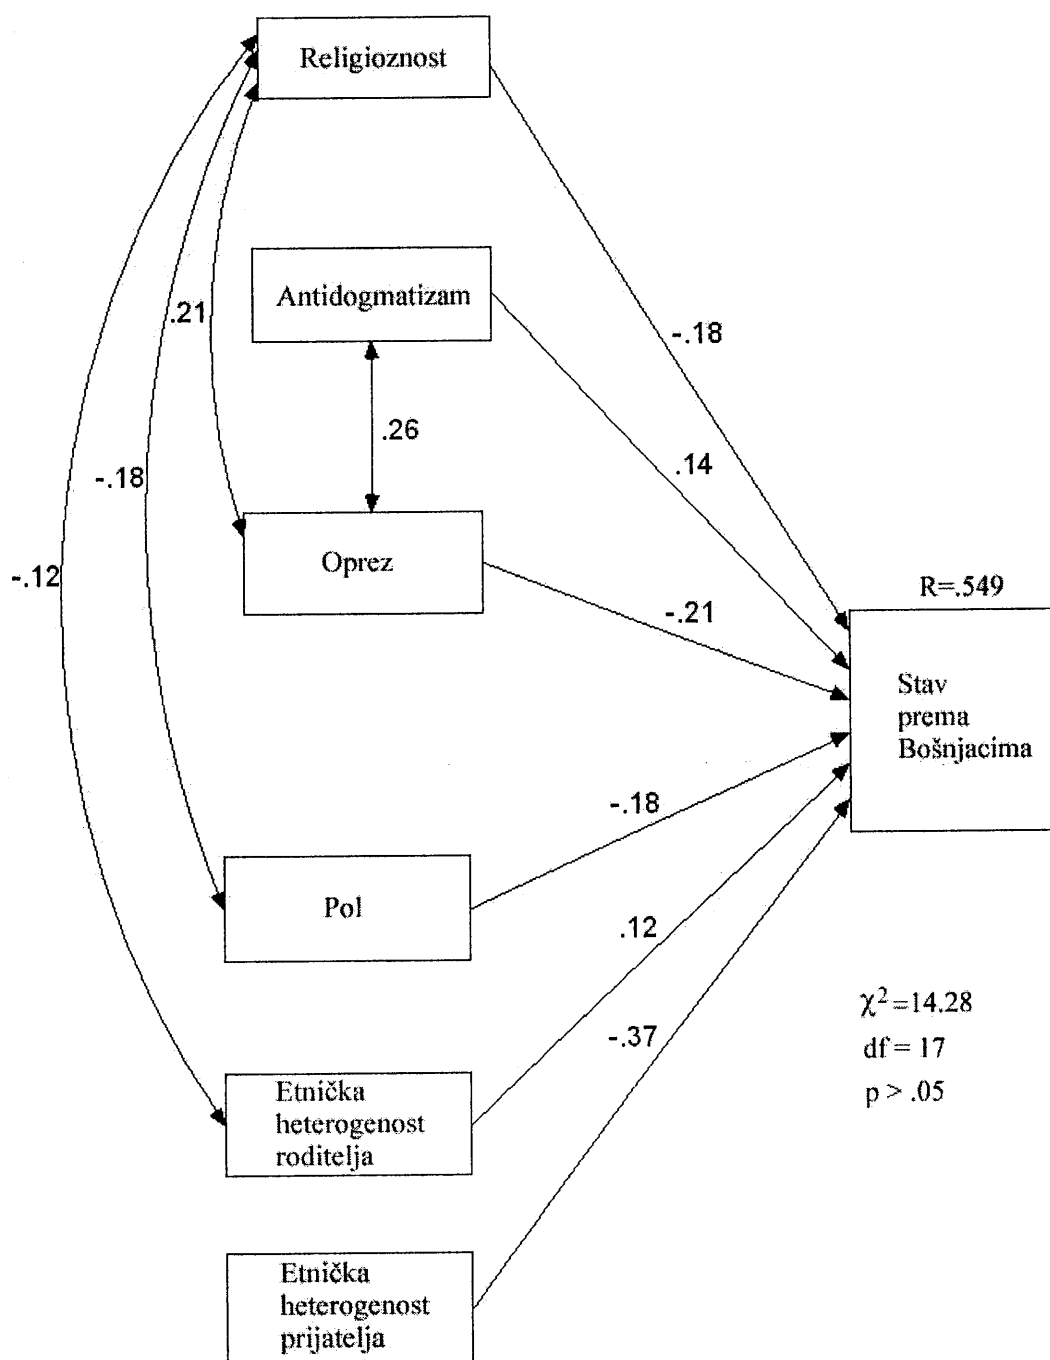 Religioznost
Antidogmatizam
.21
-.18
.26
.14
-.18
-.12
Oprez
-.21
R=.549
Stav
prema
Bošnjacima
-.18
Pol
.12
-.37
χ²=14.28
df = 17
p > .05
Etnička
heterogenost
roditelja
Etnička
heterogenost
prijatelja